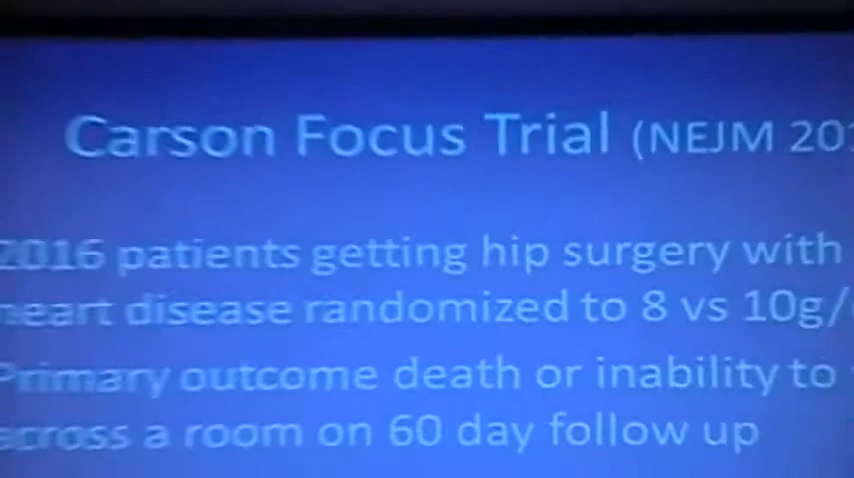 Carson Focus Trial (NEJM 201
2016 patients getting hip surgery with
heart disease randomized to 8 vs 10g/
Primary outcome death or inability to
across a room on 60 day follow up